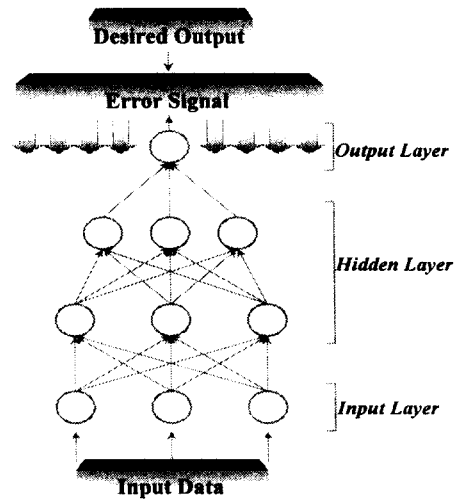 Desired Output
Error Signal
Output Layer
Hidden Layer
Input Layer
Input Data